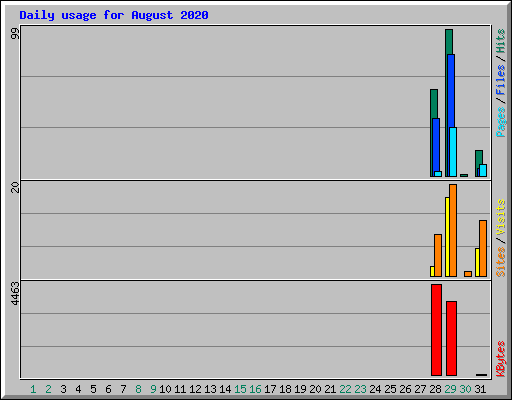 Daily usage for August 2020
99
20
4463
Pages / Files / Hits
Sites / Visits
KBytes
1 2 3 4 5 6 7 8 9 10 11 12 13 14 15 16 17 18 19 20 21 22 23 24 25 26 27 28 29 30 31